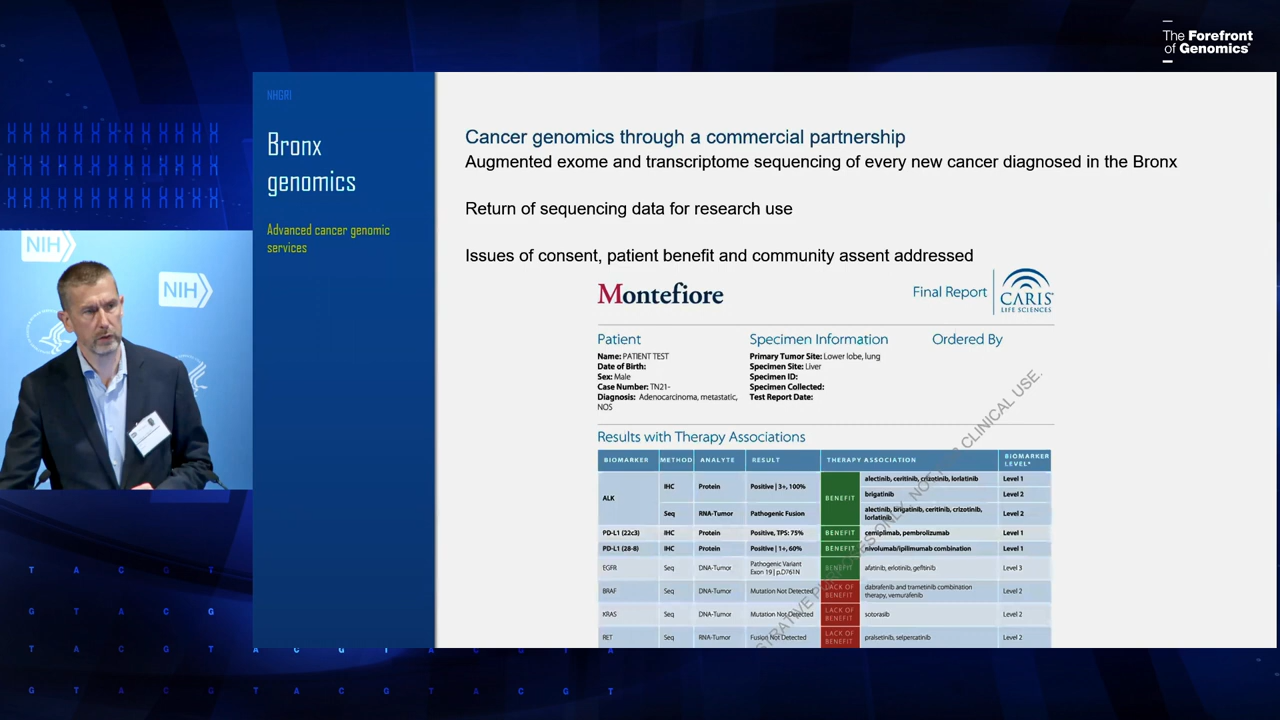 The Forefront
of Genomics®
NHGRI
Bronx
genomics
Advanced cancer genomic
services
Cancer genomics through a commercial partnership
Augmented exome and transcriptome sequencing of every new cancer diagnosed in the Bronx
Return of sequencing data for research use
Issues of consent, patient benefit and community assent addressed
Montefiore
Final Report
CARIS
LIFE SCIENCES
Patient
Name: PATIENT TEST
Date of Birth:
Sex: Male
Case Number: TN21-
Diagnosis: Adenocarcinoma, metastatic,
NOS
Specimen Information
Primary Tumor Site: Lower lobe, lung
Specimen Site: Liver
Specimen ID:
Specimen Collected:
Test Report Date:
Ordered By
Results with Therapy Associations
BIOMARKER METHOD ANALYTE RESULT THERAPY ASSOCIATION BIOMARKER LEVEL*
ALK IHC Protein Positive | 3+, 100% BENEFIT alectinib, ceritinib, crizotinib, lorlatinib Level 1
brigatinib Level 2
Seq RNA-Tumor Pathogenic Fusion alectinib, brigatinib, ceritinib, crizotinib, lorlatinib Level 2
PD-L1 (22c3) IHC Protein Positive, TPS: 75% BENEFIT cemiplimab, pembrolizumab Level 1
PD-L1 (28-8) IHC Protein Positive | 1+, 60% BENEFIT nivolumab/ipilimumab combination Level 1
EGFR Seq DNA-Tumor Pathogenic Variant Exon 19 | p.D761N BENEFIT afatinib, erlotinib, gefitinib Level 3
BRAF Seq DNA-Tumor Mutation Not Detected LACK OF BENEFIT dabrafenib and trametinib combination therapy, vemurafenib Level 2
KRAS Seq DNA-Tumor Mutation Not Detected LACK OF BENEFIT sotorasib Level 2
RET Seq RNA-Tumor Fusion Not Detected LACK OF BENEFIT pralsetinib, selpercatinib Level 2
ONLY. NOT FOR CLINICAL USE.
NIH
NIH
T A C G T
G T A C G
T A C G T A C G T A C G T
G T A C G T A C G T A C G T